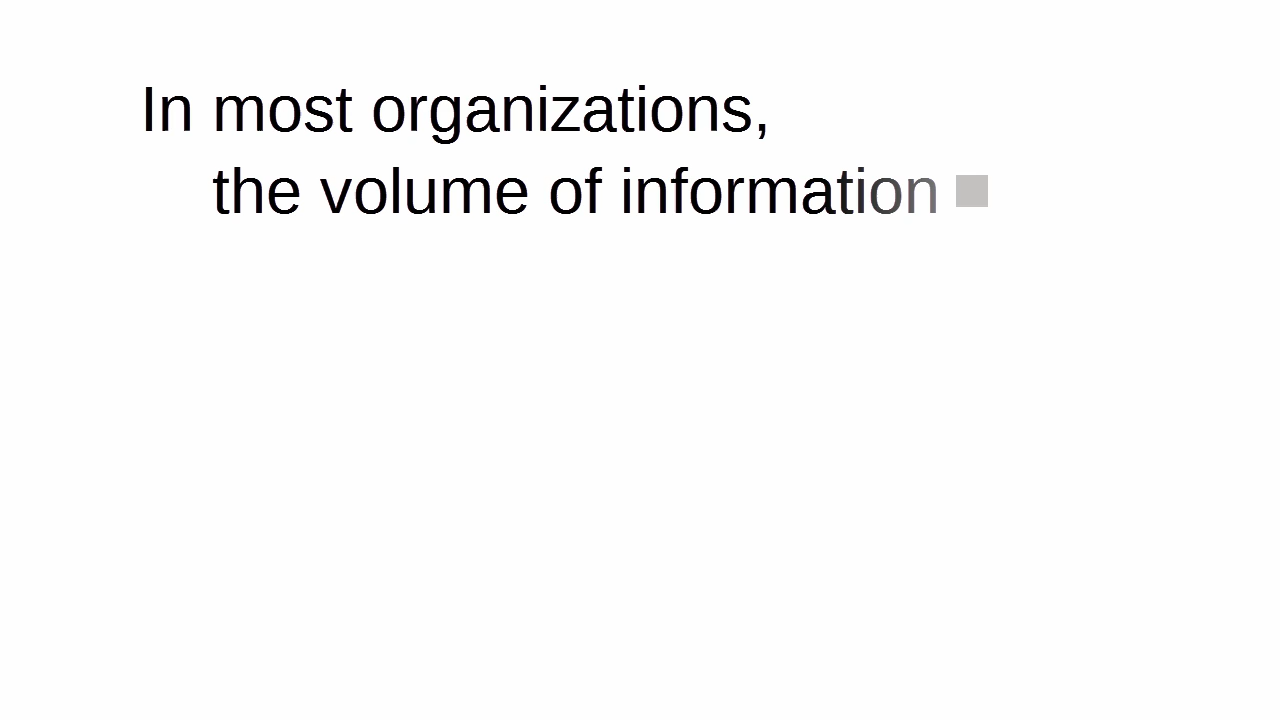 In most organizations,
the volume of information